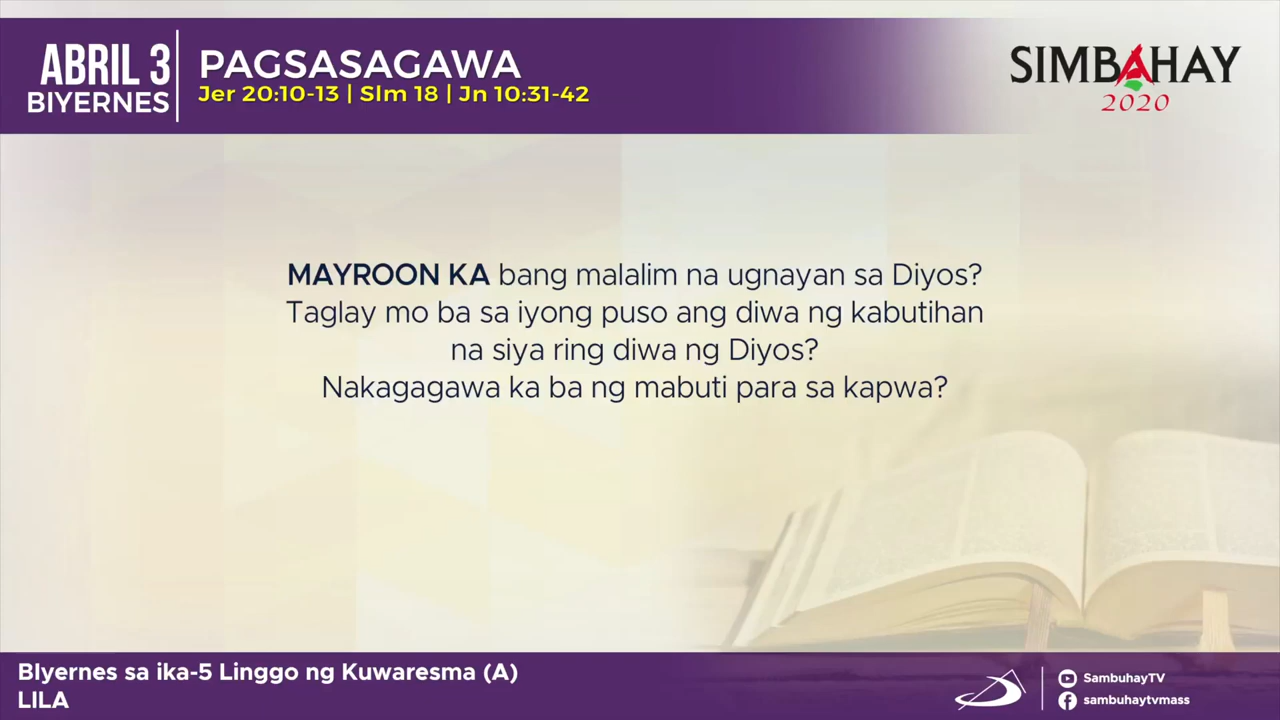 ABRIL 3
BIYERNES
PAGSASAGAWA
Jer 20:10-13 | Slm 18 | Jn 10:31-42
SIMBAHAY
2020
MAYROON KA bang malalim na ugnayan sa Diyos?
Taglay mo ba sa iyong puso ang diwa ng kabutihan
na siya ring diwa ng Diyos?
Nakagagawa ka ba ng mabuti para sa kapwa?
BIyernes sa ika-5 Linggo ng Kuwaresma (A)
LILA
SambuhayTV
sambuhaytvmass